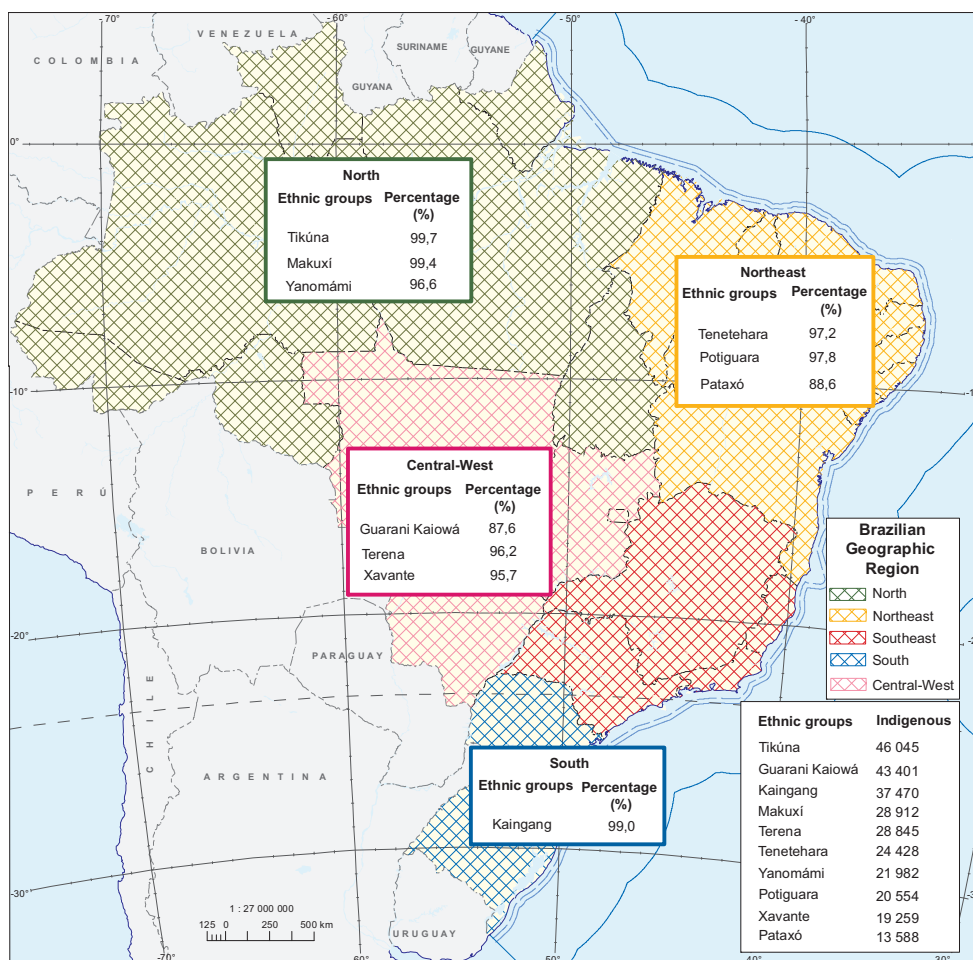 -70°
-60°
-50°
-40°
VENEZUELA
COLOMBIA
SURINAME
GUYANE
GUYANA
0°
North
Ethnic groups Percentage
(%)
Tikúna 99,7
Makuxí 99,4
Yanomámi 96,6
Northeast
Ethnic groups Percentage
(%)
Tenetehara 97,2
Potiguara 97,8
Pataxó 88,6
-10°
-10°
Central-West
Ethnic groups Percentage
(%)
Guarani Kaiowá 87,6
Terena 96,2
Xavante 95,7
PERÚ
BOLIVIA
Brazilian
Geographic
Region
North
Northeast
Southeast
South
Central-West
-20°
PARAGUAY
CHILE
ARGENTINA
South
Ethnic groups Percentage
(%)
Kaingang 99,0
Ethnic groups Indigenous
Tikúna 46 045
Guarani Kaiowá 43 401
Kaingang 37 470
Makuxí 28 912
Terena 28 845
Tenetehara 24 428
Yanomámi 21 982
Potiguara 20 554
Xavante 19 259
Pataxó 13 588
-30°
1 : 27 000 000
125 0 250 500 km
URUGUAY
-70°
-60°
-50°
-40°
-30°